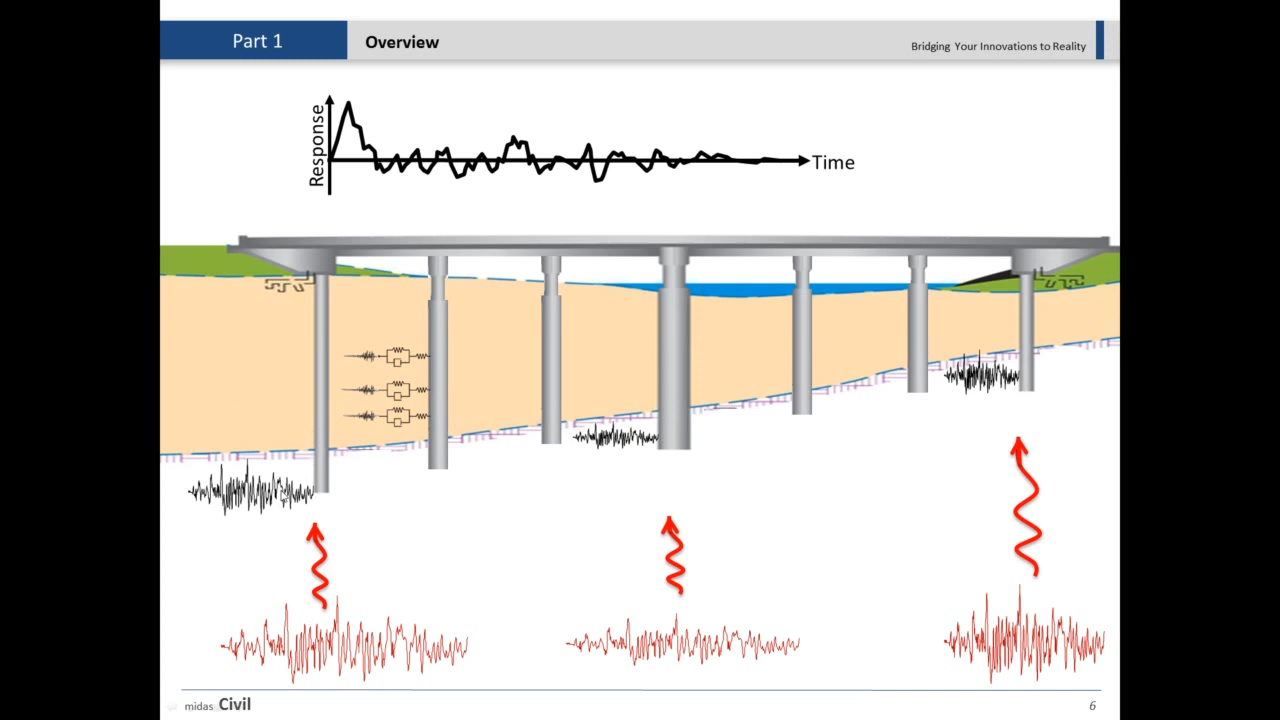 Part 1
Overview
Bridging Your Innovations to Reality
Response
Time
midas Civil
6